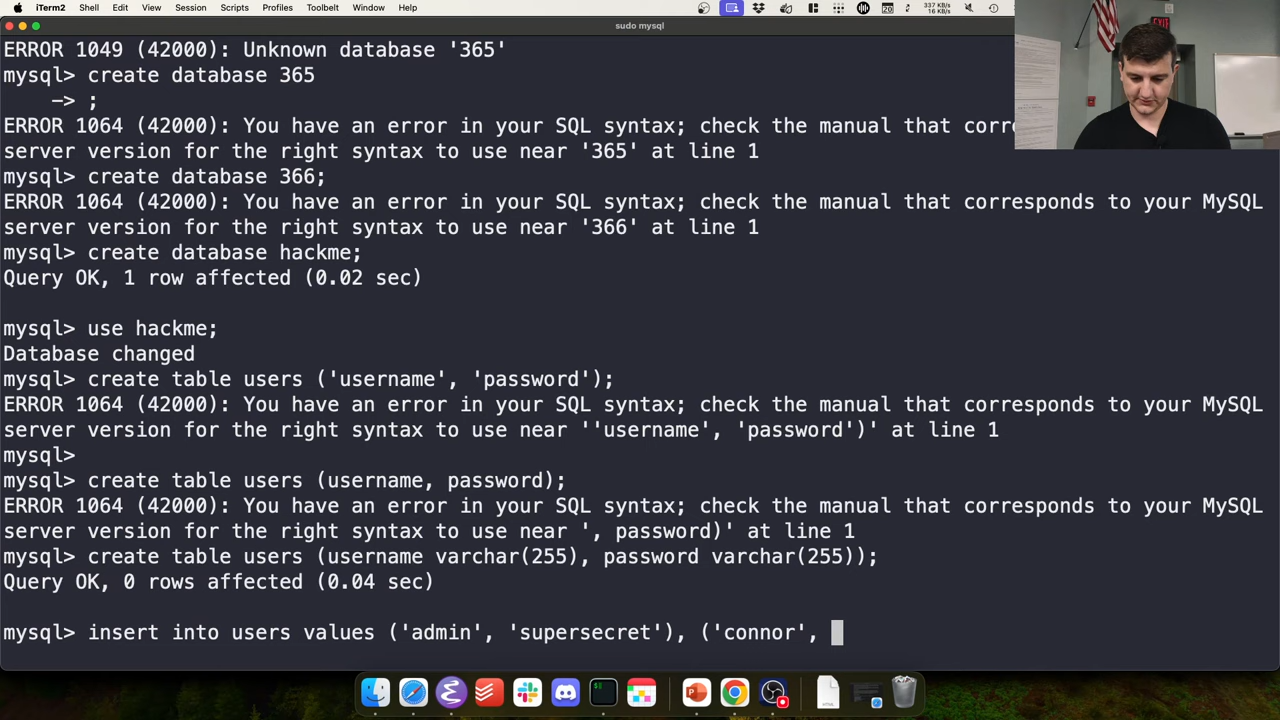 iTerm2 Shell Edit View Session Scripts Profiles Toolbelt Window Help 20 337 KB/s
16 KB/s
sudo mysql
EXIT
ERROR 1049 (42000): Unknown database '365'
mysql> create database 365
-> ;
ERROR 1064 (42000): You have an error in your SQL syntax; check the manual that corre
server version for the right syntax to use near '365' at line 1
mysql> create database 366;
ERROR 1064 (42000): You have an error in your SQL syntax; check the manual that corresponds to your MySQL
server version for the right syntax to use near '366' at line 1
mysql> create database hackme;
Query OK, 1 row affected (0.02 sec)
mysql> use hackme;
Database changed
mysql> create table users ('username', 'password');
ERROR 1064 (42000): You have an error in your SQL syntax; check the manual that corresponds to your MySQL
server version for the right syntax to use near ''username', 'password')' at line 1
mysql>
mysql> create table users (username, password);
ERROR 1064 (42000): You have an error in your SQL syntax; check the manual that corresponds to your MySQL
server version for the right syntax to use near ', password)' at line 1
mysql> create table users (username varchar(255), password varchar(255));
Query OK, 0 rows affected (0.04 sec)
mysql> insert into users values ('admin', 'supersecret'), ('connor',